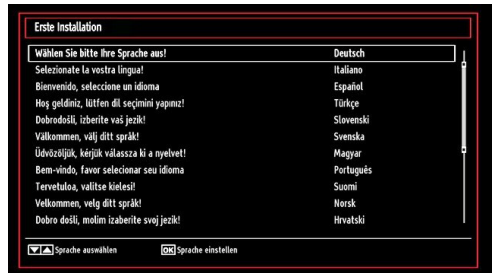 Erste Installation
Wählen Sie bitte Ihre Sprache aus! Deutsch
Selezionate la vostra lingua! Italiano
Bienvenido, seleccione un idioma Español
Hoş geldiniz, lütfen dil seçimini yapınız! Türkçe
Dobrodošli, izberite vaš jezik! Slovenski
Välkommen, välj ditt språk! Svenska
Üdvözöljük, kérjük válassza ki a nyelvet! Magyar
Bem-vindo, favor selecionar seu idioma Português
Tervetuloa, valitse kielesi! Suomi
Velkommen, velg ditt språk! Norsk
Dobro došli, molim izaberite svoj jezik! Hrvatski
Sprache auswählen OK Sprache einstellen